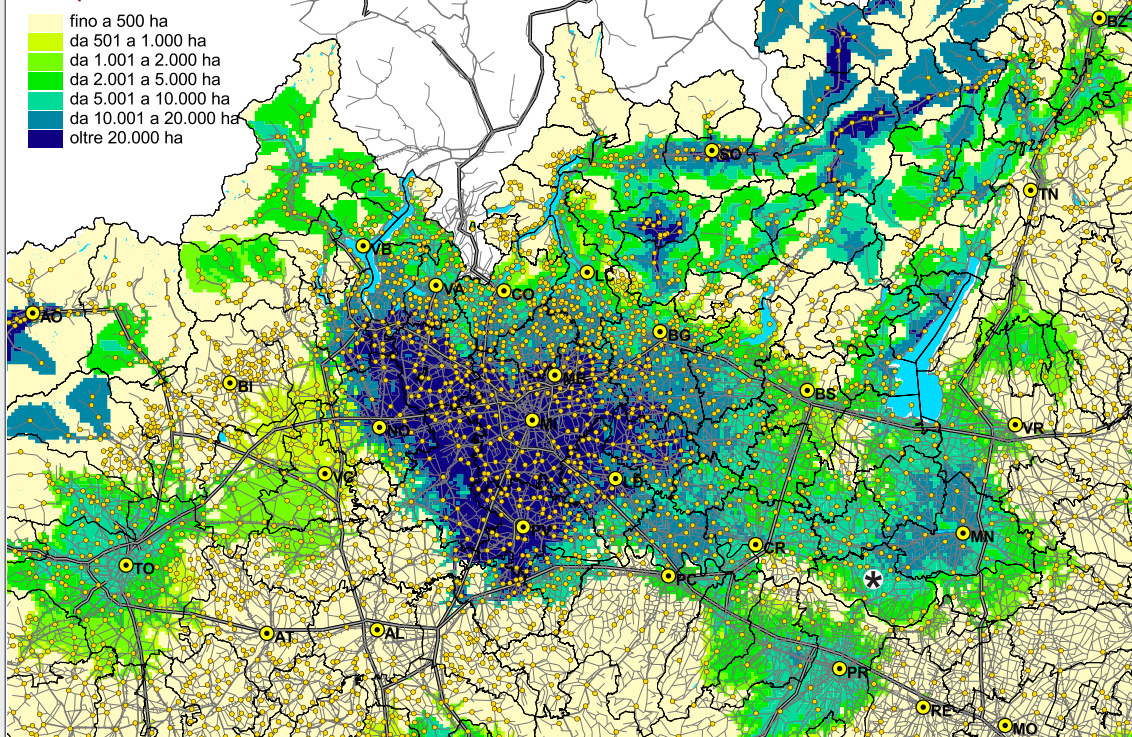 fino a 500 ha
da 501 a 1.000 ha
da 1.001 a 2.000 ha
da 2.001 a 5.000 ha
da 5.001 a 10.000 ha
da 10.001 a 20.000 ha
oltre 20.000 ha
BZ
SO
TN
VB
LC
VA
CO
AO
BG
MB
BI
BS
NO
MI
VR
VC
LO
PV
MN
CR
TO
PC
AT
AL
PR
RE
MO